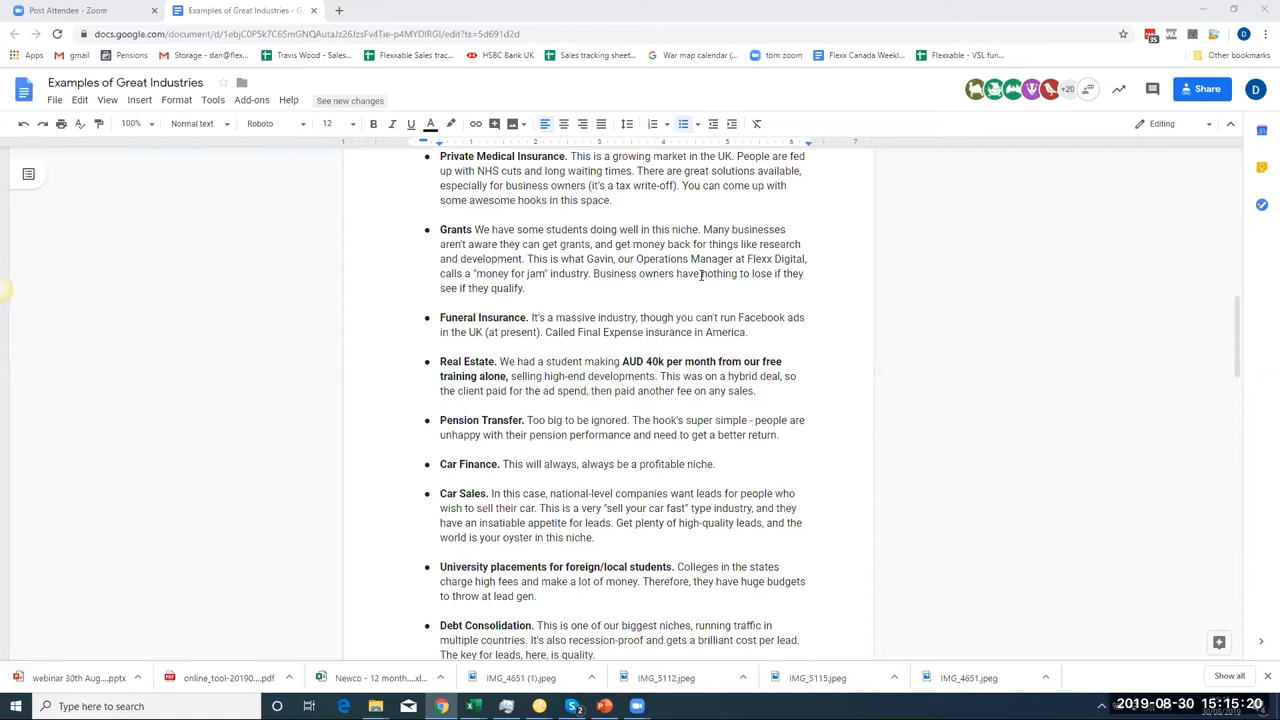 Post Attendee - Zoom
Examples of Great Industries - G
docs.google.com/document/d/1ebjC0P5k7C6SmGNQAutaJz26JzsFv4Tie-p4MYDIRGI/edit?ts=5d691d2d
Apps
gmail
Pensions
Storage - dan@flex...
Travis Wood - Sales...
Flexxable Sales trac...
HSBC Bank UK
Sales tracking sheet...
War map calendar (...
tom zoom
Flexx Canada Weekl...
Flexxable - VSL fun...
Other bookmarks
Examples of Great Industries
File Edit View Insert Format Tools Add-ons Help See new changes
+20
Share
D
100% Normal text Roboto 12 Editing
1 1 2 3 4 5 6 7
● Private Medical Insurance. This is a growing market in the UK. People are fed
up with NHS cuts and long waiting times. There are great solutions available,
especially for business owners (it's a tax write-off). You can come up with
some awesome hooks in this space.
● Grants We have some students doing well in this niche. Many businesses
aren't aware they can get grants, and get money back for things like research
and development. This is what Gavin, our Operations Manager at Flexx Digital,
calls a "money for jam" industry. Business owners have nothing to lose if they
see if they qualify.
● Funeral Insurance. It's a massive industry, though you can't run Facebook ads
in the UK (at present). Called Final Expense insurance in America.
● Real Estate. We had a student making AUD 40k per month from our free
training alone, selling high-end developments. This was on a hybrid deal, so
the client paid for the ad spend, then paid another fee on any sales.
● Pension Transfer. Too big to be ignored. The hook's super simple - people are
unhappy with their pension performance and need to get a better return.
● Car Finance. This will always, always be a profitable niche.
● Car Sales. In this case, national-level companies want leads for people who
wish to sell their car. This is a very "sell your car fast" type industry, and they
have an insatiable appetite for leads. Get plenty of high-quality leads, and the
world is your oyster in this niche.
● University placements for foreign/local students. Colleges in the states
charge high fees and make a lot of money. Therefore, they have huge budgets
to throw at lead gen.
● Debt Consolidation. This is one of our biggest niches, running traffic in
multiple countries. It's also recession-proof and gets a brilliant cost per lead.
The key for leads, here, is quality.
webinar 30th Aug....pptx
online_tool-20190....pdf
Newco - 12 month....xl...
IMG_4651 (1).jpeg
IMG_5112.jpeg
IMG_5115.jpeg
IMG_4651.jpeg
Show all
Type here to search
2019-08-30 15:15:20